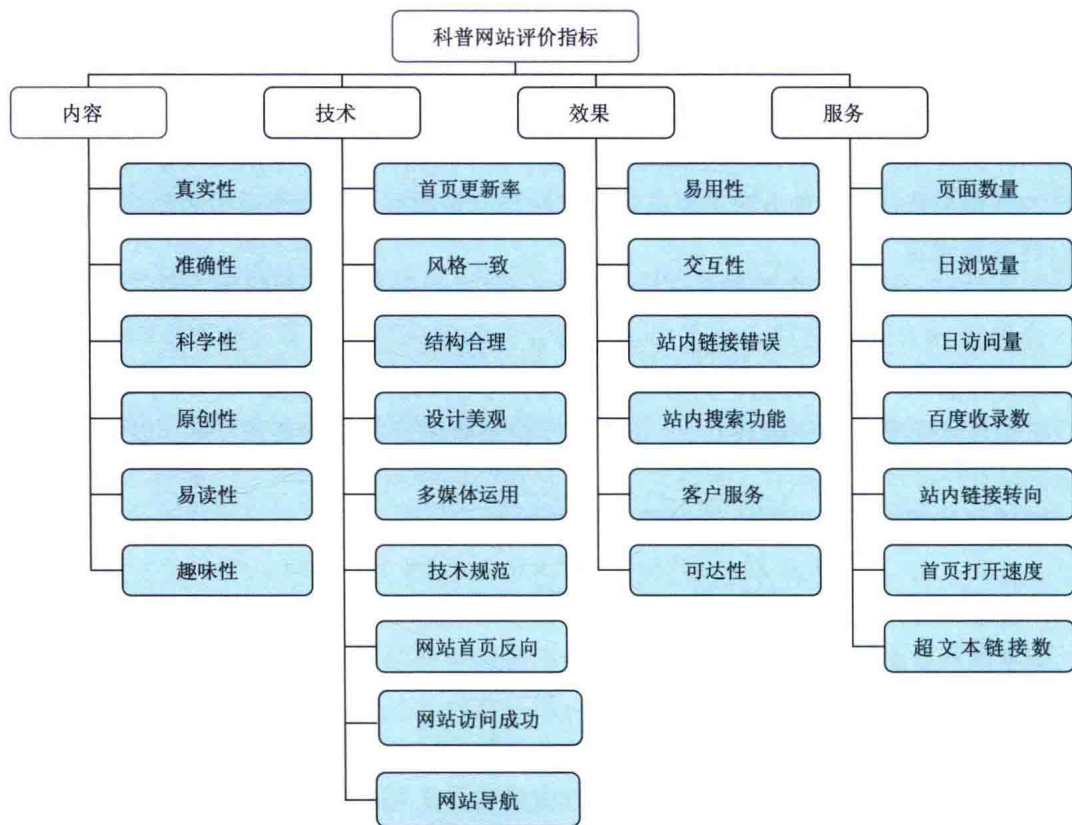 科普网站评价指标
内容
技术
效果
服务
真实性
准确性
科学性
原创性
易读性
趣味性
首页更新率
风格一致
结构合理
设计美观
多媒体运用
技术规范
网站首页反向
网站访问成功
网站导航
易用性
交互性
站内链接错误
站内搜索功能
客户服务
可达性
页面数量
日浏览量
日访问量
百度收录数
站内链接转向
首页打开速度
超文本链接数